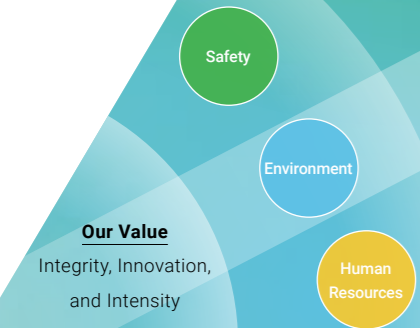 Safety
Environment
Our Value
Integrity, Innovation,
and Intensity
Human
Resources